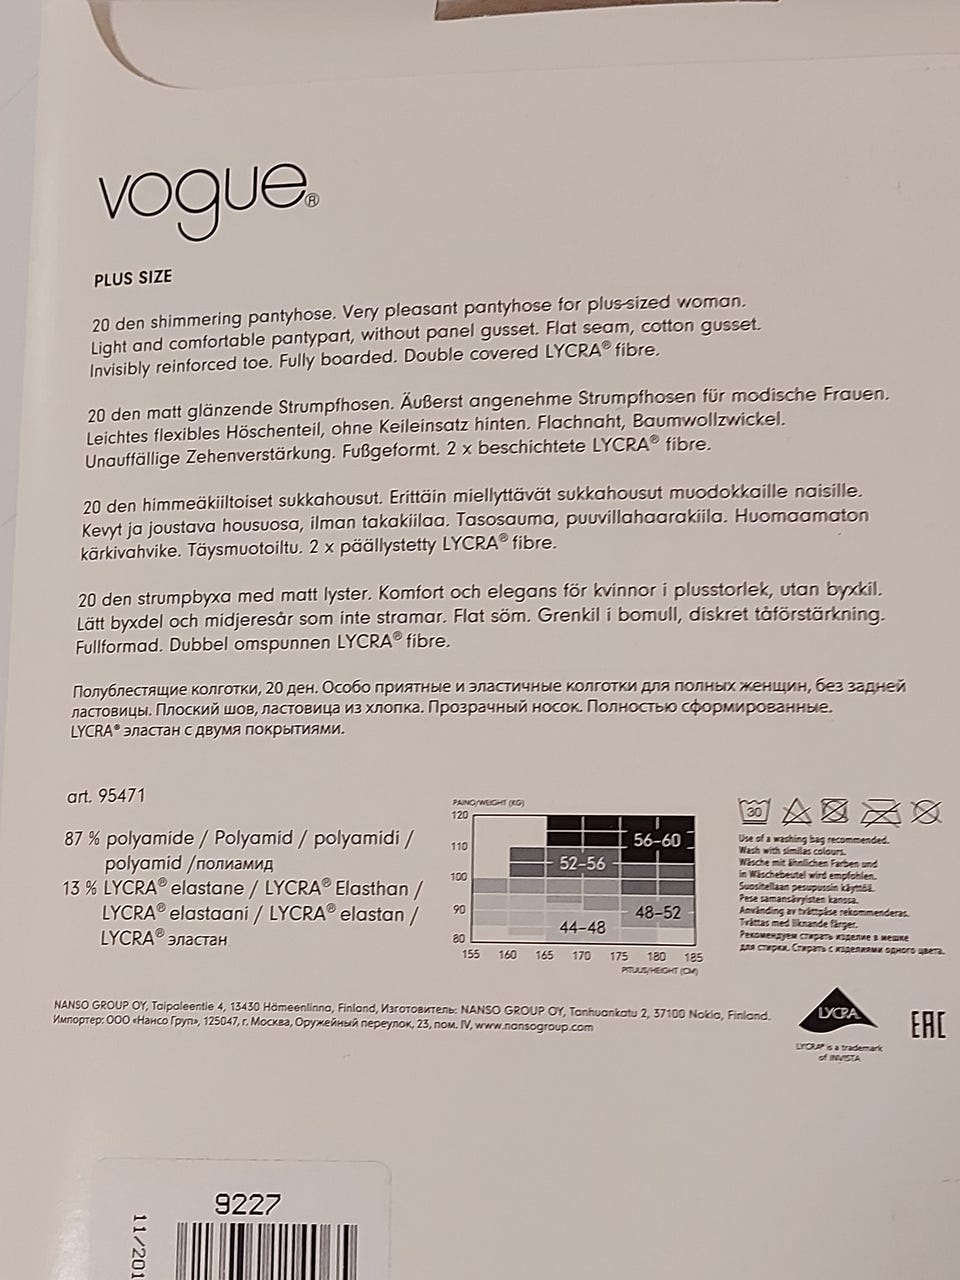 vogue®
PLUS SIZE
20 den shimmering pantyhose. Very pleasant pantyhose for plus-sized woman.
Light and comfortable pantypart, without panel gusset. Flat seam, cotton gusset.
Invisibly reinforced toe. Fully boarded. Double covered LYCRA® fibre.
20 den matt glänzende Strumpfhosen. Äußerst angenehme Strumpfhosen für modische Frauen.
Leichtes flexibles Höschenteil, ohne Keileinsatz hinten. Flachnaht, Baumwollzwickel.
Unauffällige Zehenverstärkung. Fußgeformt. 2 x beschichtete LYCRA® fibre.
20 den himmeäkiiltoiset sukkahousut. Erittäin miellyttävät sukkahousut muodokkaille naisille.
Kevyt ja joustava housuosa, ilman takakiilaa. Tasosauma, puuvillahaarakiila. Huomaamaton
kärkivahvike. Täysmuotoiltu. 2 x päällystetty LYCRA® fibre.
20 den strumpbyxa med matt lyster. Komfort och elegans för kvinnor i plusstorlek, utan byxkil.
Lätt byxdel och midjeresår som inte stramar. Flat söm. Grenkil i bomull, diskret tåförstärkning.
Fullformad. Dubbel omspunnen LYCRA® fibre.
Полублестящие колготки, 20 ден. Особо приятные и эластичные колготки для полных женщин, без задней
ластовицы. Плоский шов, ластовица из хлопка. Прозрачный носок. Полностью сформированные.
LYCRA® эластан с двумя покрытиями.
art. 95471
87 % polyamide / Polyamid / polyamidi /
polyamid /полиамид
13 % LYCRA® elastane / LYCRA® Elasthan /
LYCRA® elastaani / LYCRA® elastan /
LYCRA® эластан
PAINO/WEIGHT (KG)
120
110
100
90
80
56-60
52-56
48-52
44-48
155 160 165 170 175 180 185
PITUUS/HEIGHT (CM)
30
Use of a washing bag recommended.
Wash with similas colours.
Wäsche mit ähnlichen Farben und
in Wäschebeutel wird empfohlen.
Suositellaan pesupussin käyttöä.
Pese samansävyisten kanssa.
Använding av tvättpåse rekommenderas.
Tvättas med liknande färger.
Рекомендуем стирать изделие в мешке
для стирки. Стирать с изделиями одного цвета.
NANSO GROUP OY, Taipaleentie 4, 13430 Hämeenlinna, Finland, Изготовитель: NANSO GROUP OY, Tanhuankatu 2, 37100 Nokia, Finland.
Импортер: ООО «Нансо Груп», 125047, г. Москва, Оружейный переулок, 23, пом. IV, www.nansogroup.com
LYCRA
LYCRA® is a trademark
of INVISTA
EAC
9227
11/201